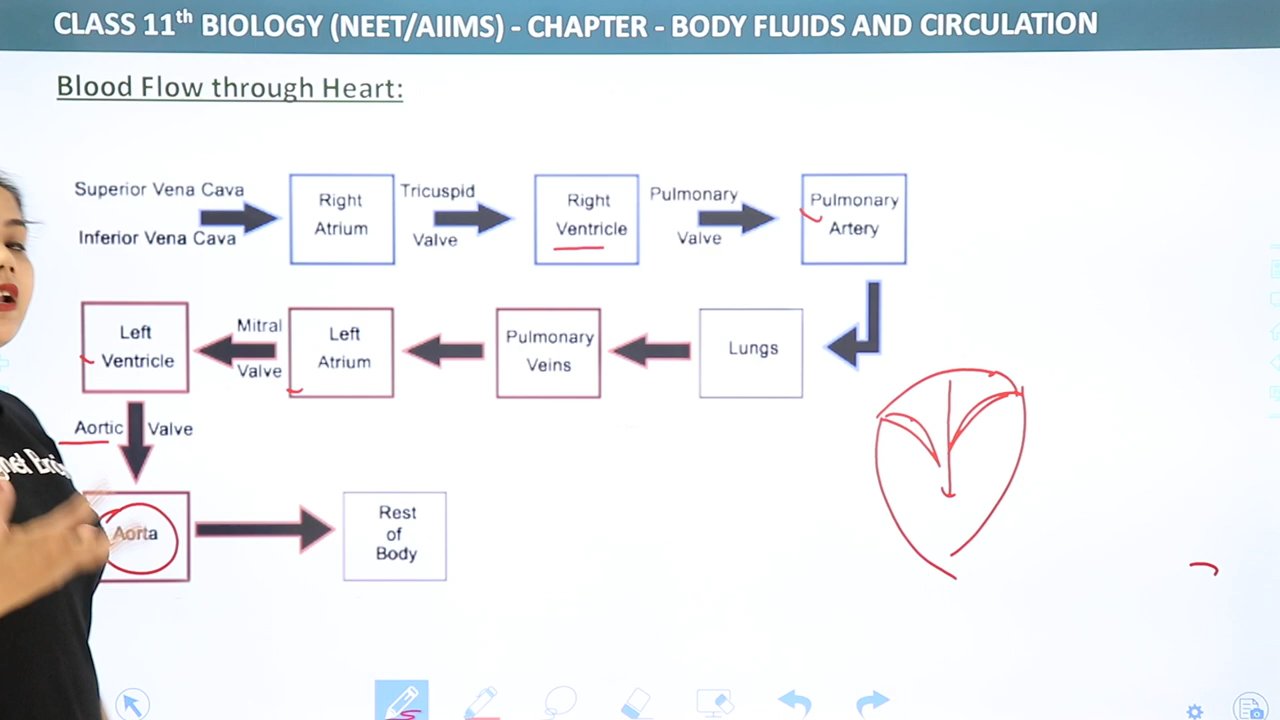 CLASS 11th BIOLOGY (NEET/AIIMS) - CHAPTER - BODY FLUIDS AND CIRCULATION
Blood Flow through Heart:
Superior Vena Cava
Inferior Vena Cava
Right
Atrium
Tricuspid
Valve
Right
Ventricle
Pulmonary
Valve
Pulmonary
Artery
Lungs
Pulmonary
Veins
Left
Atrium
Mitral
Valve
Left
Ventricle
Aortic Valve
Aorta
Rest
of
Body